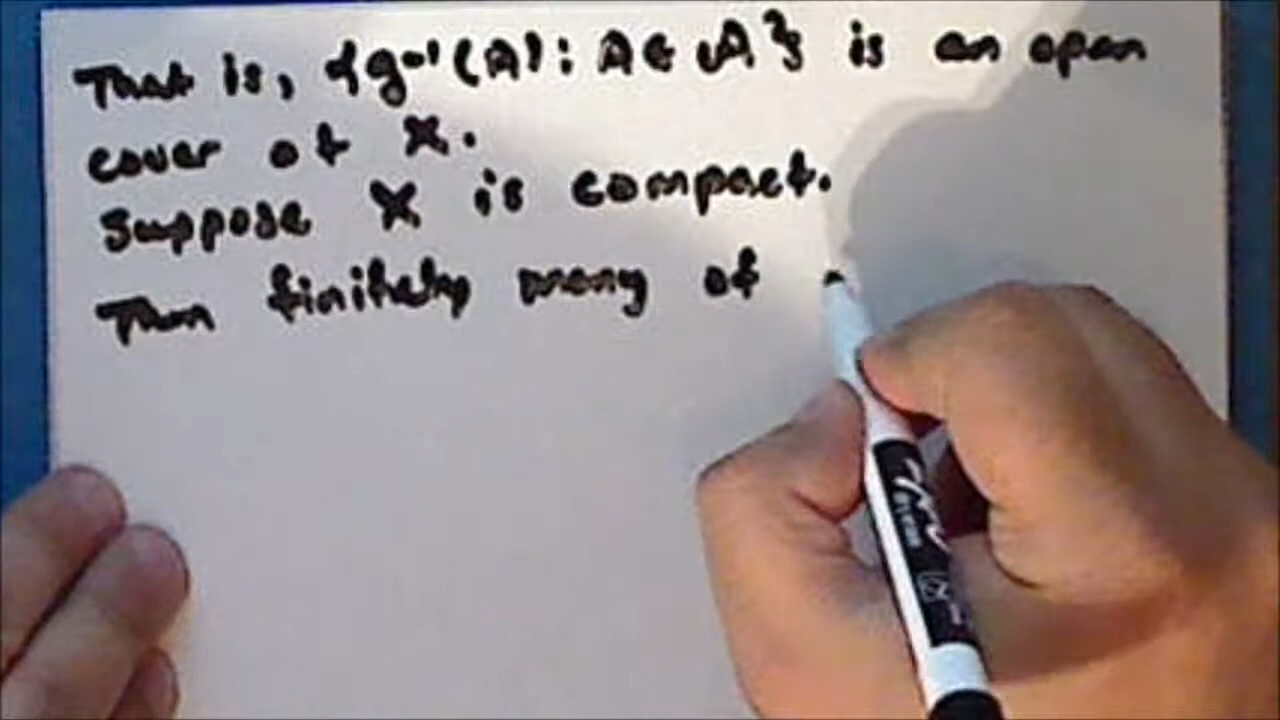 That is, {g⁻¹(A): A∈𝒜} is an open
cover of X.
Suppose X is compact.
Then finitely many of